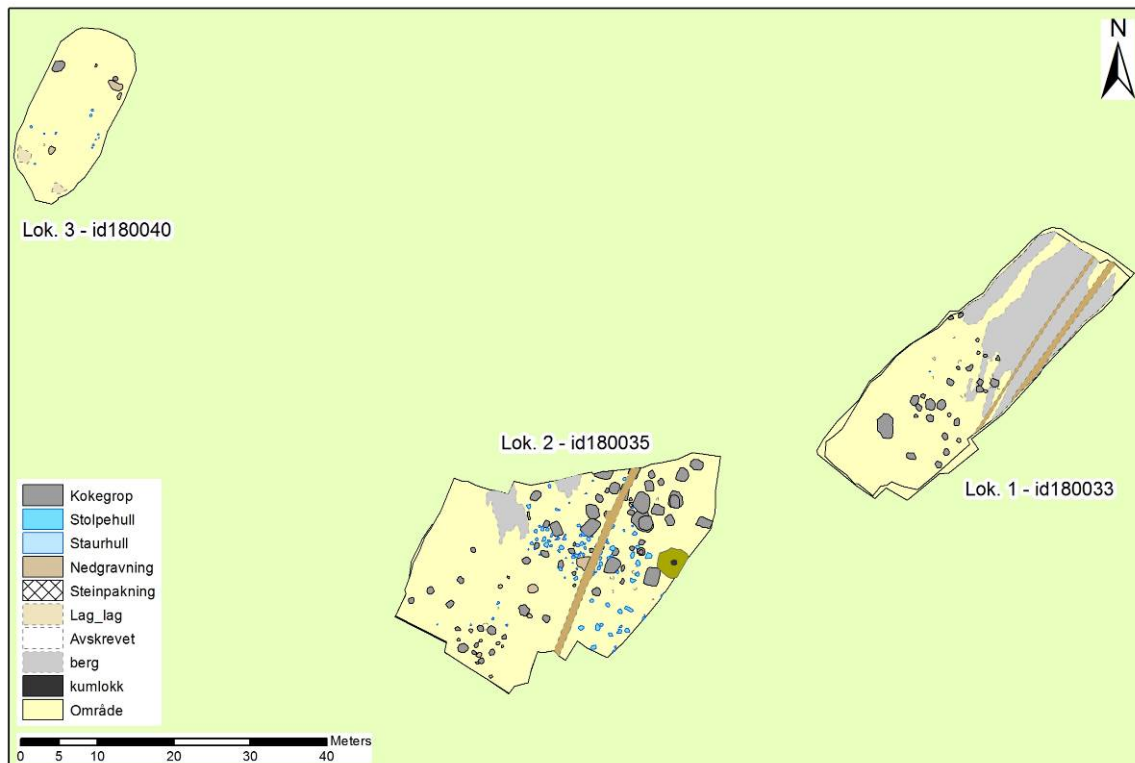 N
Lok. 3 - id180040
Lok. 2 - id180035
Lok. 1 - id180033
Kokegrop
Stolpehull
Staurhull
Nedgravning
Steinpakning
Lag_lag
Avskrevet
berg
kumlokk
Område
Meters
0 5 10 20 30 40